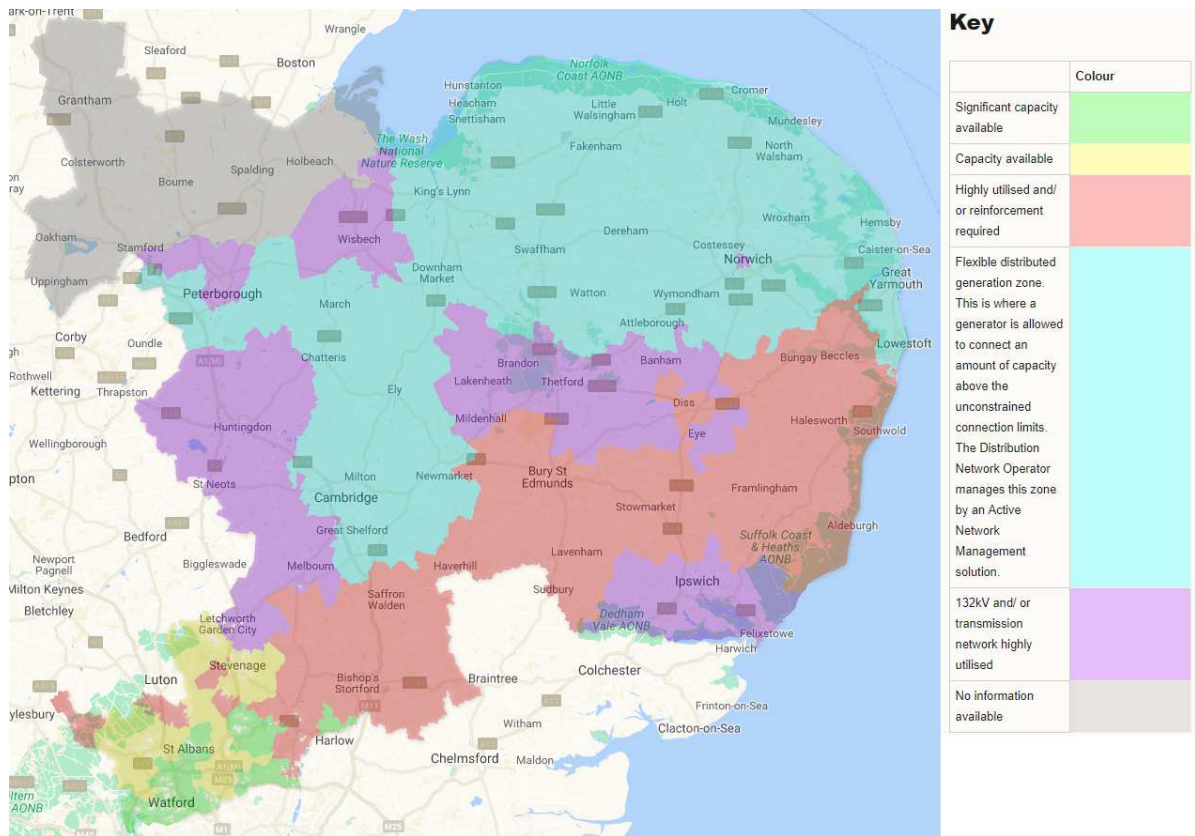 ark-on-Trent
Wrangle
Sleaford
Boston
Grantham
Hunstanton
Heacham
Snettisham
Norfolk
Coast AONB
Little
Walsingham
Holt
Cromer
Mundesley
The Wash
National
Nature Reserve
Fakenham
North
Walsham
Colsterworth
Holbeach
Spalding
Bourne
King's Lynn
Oakham
Stamford
Wisbech
Swaffham
Dereham
Wroxham
Hemsby
Costessey
Caister-on-Sea
Norwich
Uppingham
Downham
Market
Great
Yarmouth
Peterborough
March
Watton
Wymondham
Corby
Oundle
Attleborough
Lowestoft
Chatteris
A1(M)
Brandon
Banham
Bungay
Beccles
Rothwell
Kettering
Thrapston
Ely
Lakenheath
Thetford
Diss
Huntingdon
Mildenhall
Halesworth
Southwold
Eye
Wellingborough
pton
St Neots
Milton
Newmarket
Bury St
Edmunds
Cambridge
Framlingham
Stowmarket
Bedford
Great Shelford
Aldeburgh
Suffolk Coast
& Heaths
AONB
Newport
Pagnell
Biggleswade
Melbourn
Haverhill
Lavenham
Ipswich
Milton Keynes
Bletchley
Saffron
Walden
Sudbury
Letchworth
Garden City
Dedham
Vale AONB
Felixstowe
Harwich
Stevenage
Luton
Bishop's
Stortford
Braintree
Colchester
ylesbury
M11
Frinton-on-Sea
Witham
Clacton-on-Sea
St Albans
Harlow
Chelmsford
Maldon
A1(M)
M25
Watford
ltern
AONB
M1
M25
Key
Colour
Significant capacity
available
Capacity available
Highly utilised and/
or reinforcement
required
Flexible distributed
generation zone.
This is where a
generator is allowed
to connect an
amount of capacity
above the
unconstrained
connection limits.
The Distribution
Network Operator
manages this zone
by an Active
Network
Management
solution.
132kV and/ or
transmission
network highly
utilised
No information
available